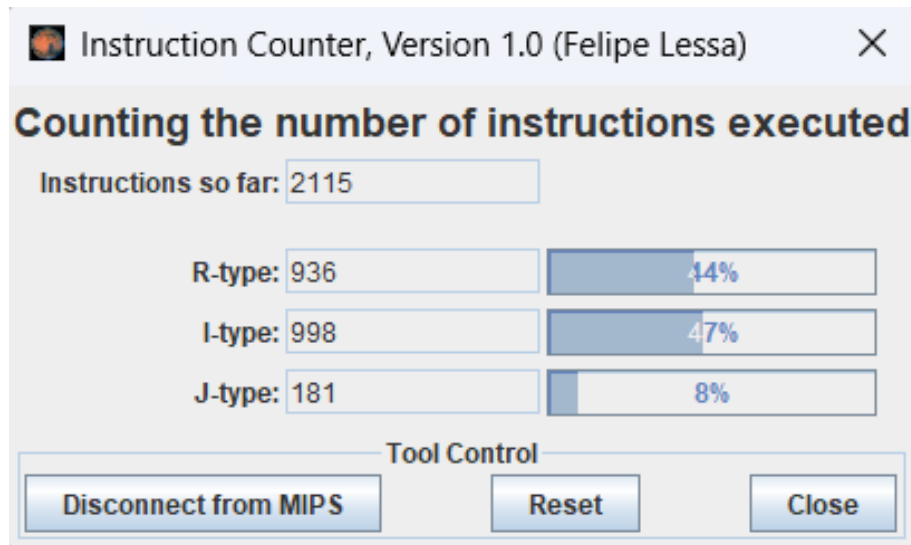 Instruction Counter, Version 1.0 (Felipe Lessa)
Counting the number of instructions executed
Instructions so far: 2115
R-type: 936 44%
I-type: 998 47%
J-type: 181 8%
Tool Control
Disconnect from MIPS Reset Close